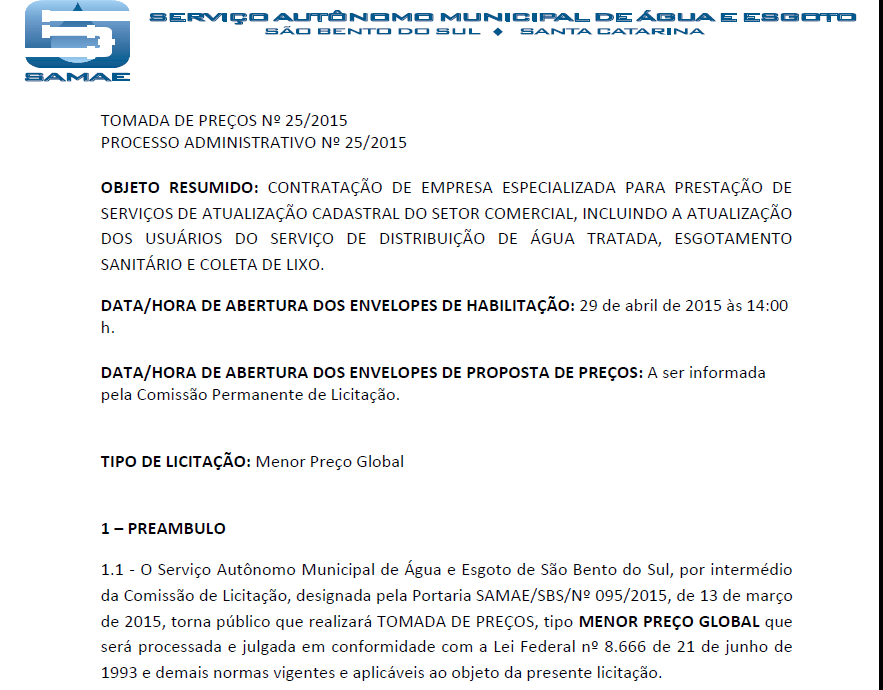 SERVIÇO AUTÔNOMO MUNICIPAL DE ÁGUA E ESGOTO
SÃO BENTO DO SUL ◆ SANTA CATARINA
SAMAE
TOMADA DE PREÇOS Nº 25/2015
PROCESSO ADMINISTRATIVO Nº 25/2015
OBJETO RESUMIDO: CONTRATAÇÃO DE EMPRESA ESPECIALIZADA PARA PRESTAÇÃO DE
SERVIÇOS DE ATUALIZAÇÃO CADASTRAL DO SETOR COMERCIAL, INCLUINDO A ATUALIZAÇÃO
DOS USUÁRIOS DO SERVIÇO DE DISTRIBUIÇÃO DE ÁGUA TRATADA, ESGOTAMENTO
SANITÁRIO E COLETA DE LIXO.
DATA/HORA DE ABERTURA DOS ENVELOPES DE HABILITAÇÃO: 29 de abril de 2015 às 14:00
h.
DATA/HORA DE ABERTURA DOS ENVELOPES DE PROPOSTA DE PREÇOS: A ser informada
pela Comissão Permanente de Licitação.
TIPO DE LICITAÇÃO: Menor Preço Global
1 – PREAMBULO
1.1 - O Serviço Autônomo Municipal de Água e Esgoto de São Bento do Sul, por intermédio
da Comissão de Licitação, designada pela Portaria SAMAE/SBS/Nº 095/2015, de 13 de março
de 2015, torna público que realizará TOMADA DE PREÇOS, tipo MENOR PREÇO GLOBAL que
será processada e julgada em conformidade com a Lei Federal nº 8.666 de 21 de junho de
1993 e demais normas vigentes e aplicáveis ao objeto da presente licitação.